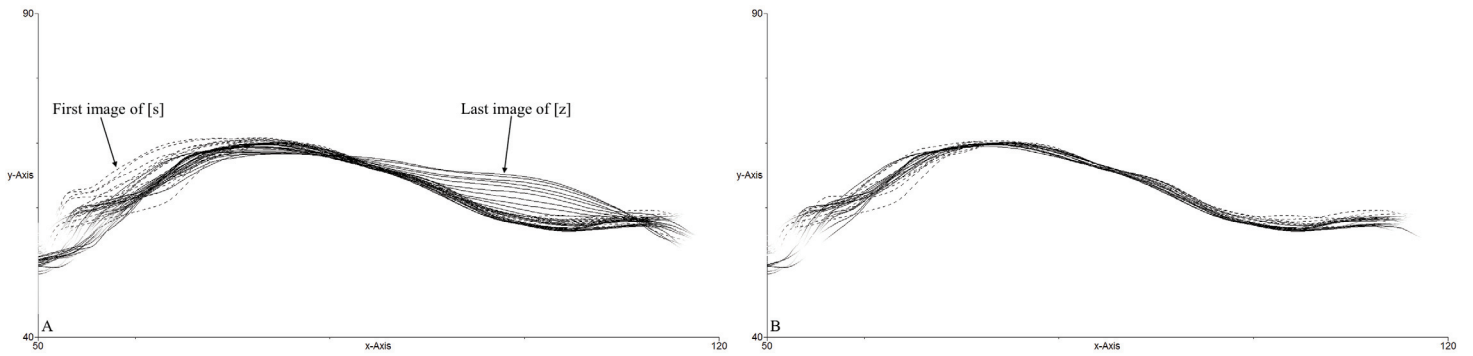 90
First image of [s]
Last image of [z]
y-Axis
40
A
50
x-Axis
120
90
y-Axis
40
B
50
x-Axis
120